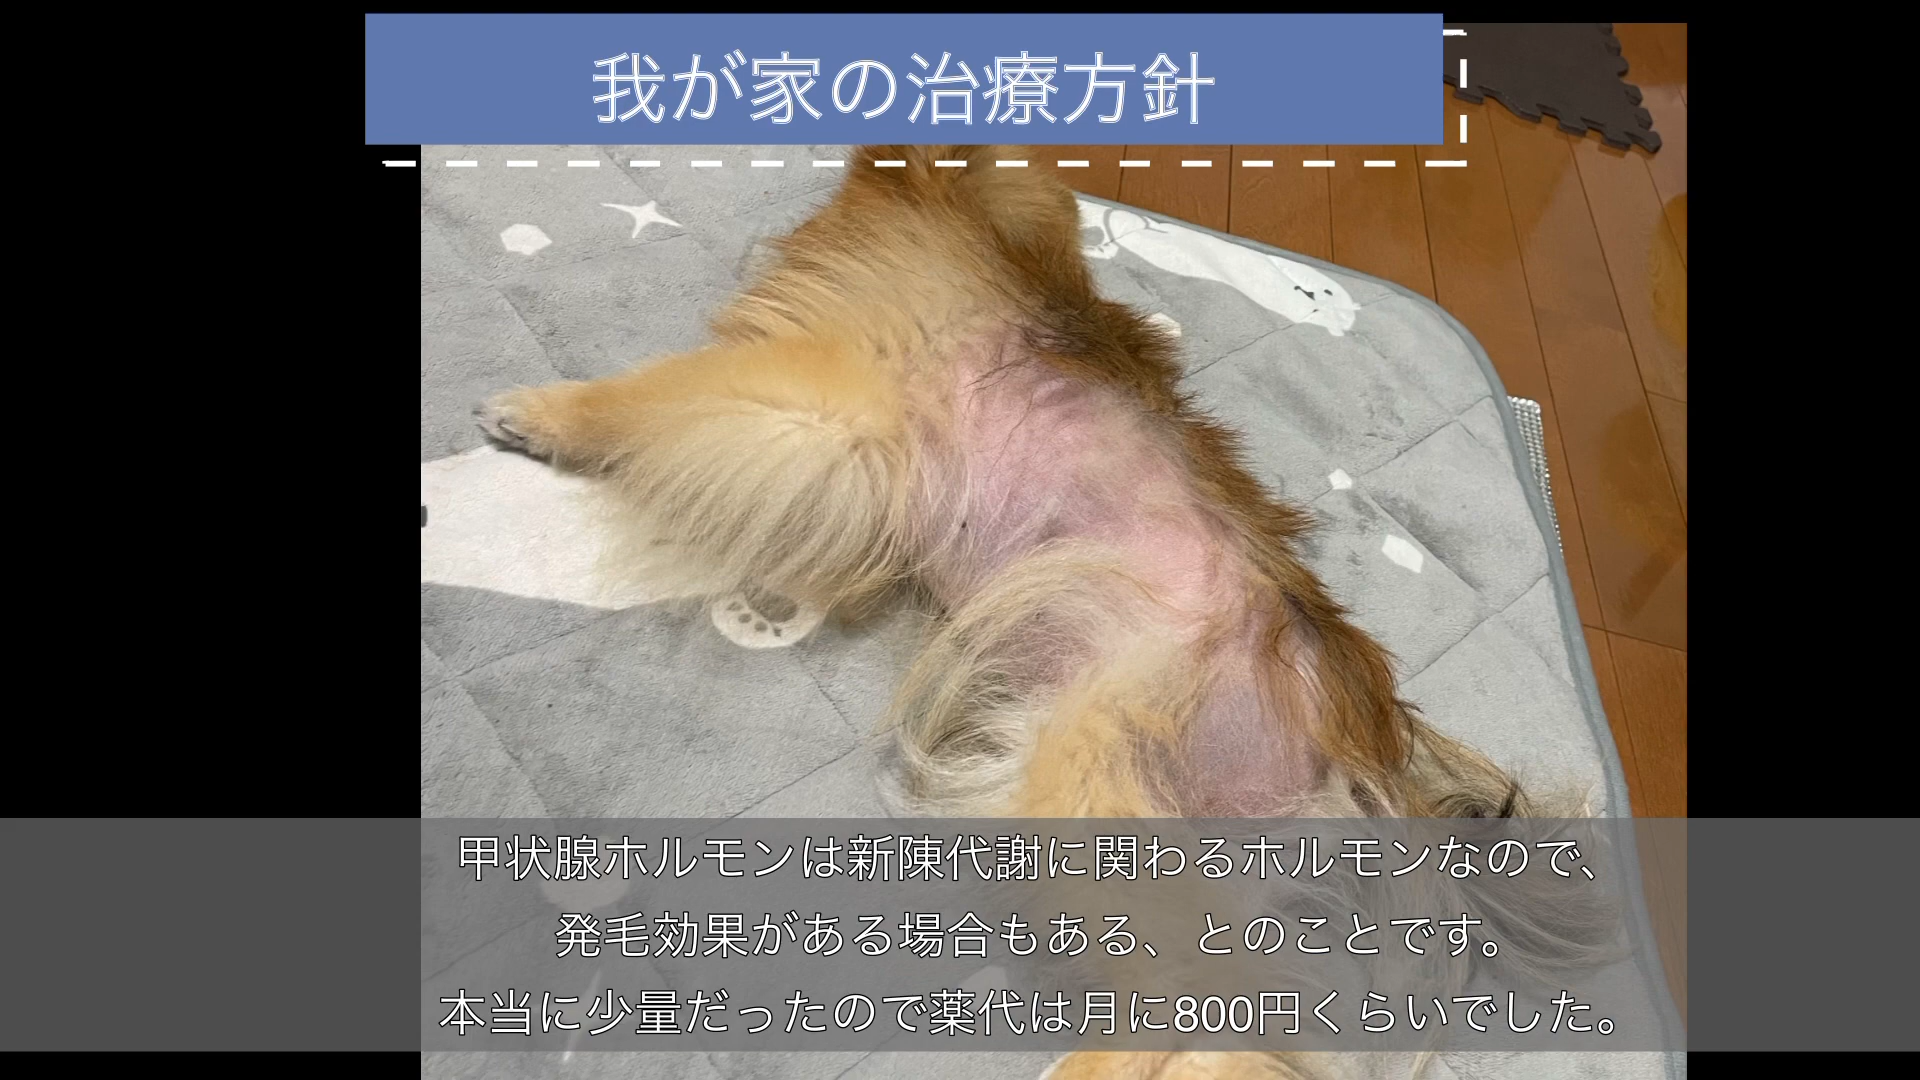 我が家の治療方針
甲状腺ホルモンは新陳代謝に関わるホルモンなので、
発毛効果がある場合もある、とのことです。
本当に少量だったので薬代は月に800円くらいでした。